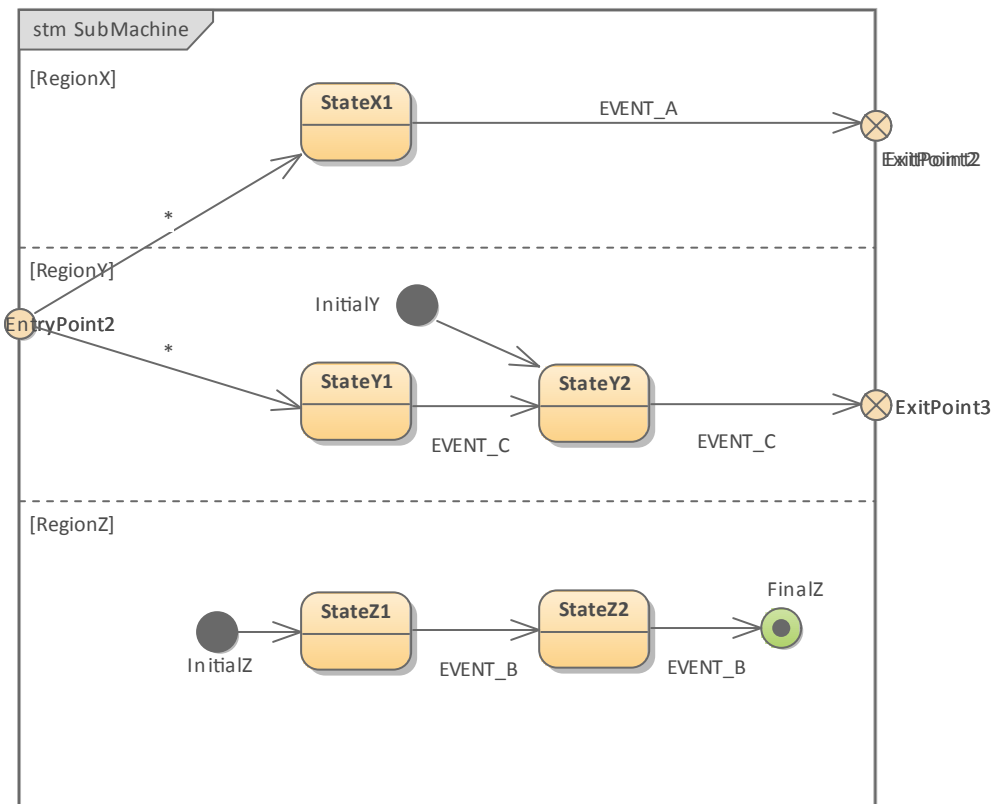 stm SubMachine
[RegionX]
StateX1
EVENT_A
ExitPoint2
*
[RegionY]
InitialY
EntryPoint2
*
StateY1
StateY2
ExitPoint3
EVENT_C
EVENT_C
[RegionZ]
StateZ1
StateZ2
FinalZ
InitialZ
EVENT_B
EVENT_B